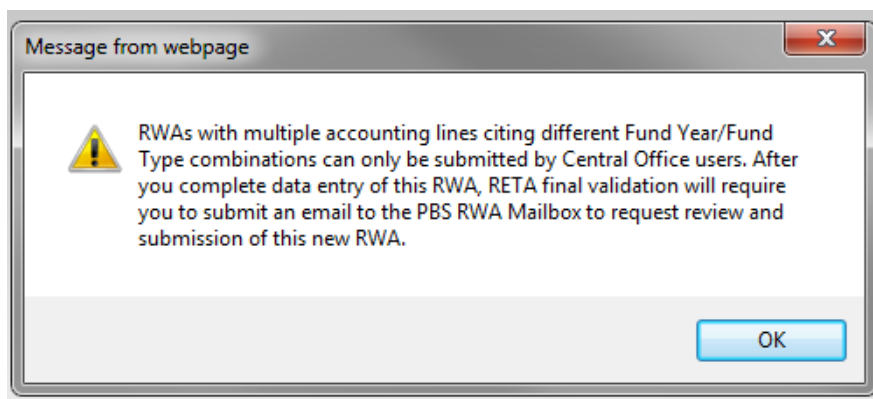 Message from webpage
RWAs with multiple accounting lines citing different Fund Year/Fund
Type combinations can only be submitted by Central Office users. After
you complete data entry of this RWA, RETA final validation will require
you to submit an email to the PBS RWA Mailbox to request review and
submission of this new RWA.
OK